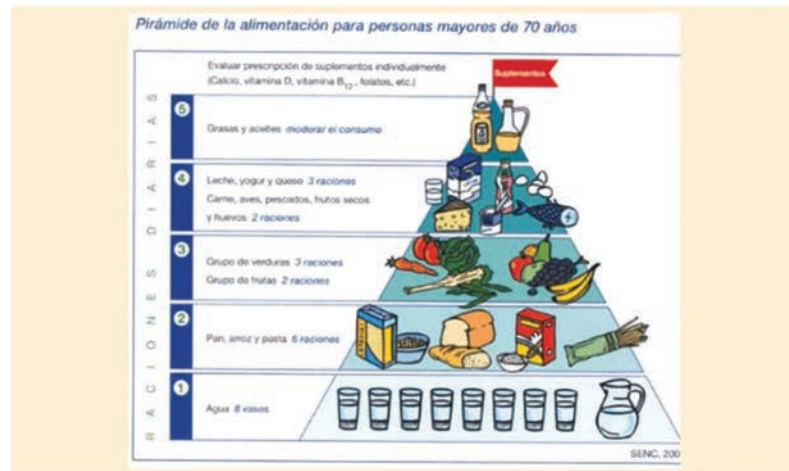 Pirámide de la alimentación para personas mayores de 70 años
Evaluar prescripción de suplementos individualmente
(Calcio, vitamina D, vitamina B12, folatos, etc.)
Suplementos
RACIONES DIARIAS
5
Grasas y aceites moderar el consumo
4
Leche, yogur y queso 3 raciones
Carne, aves, pescados, frutos secos
y huevos 2 raciones
3
Grupo de verduras 3 raciones
Grupo de frutas 2 raciones
2
Pan, arroz y pasta 6 raciones
1
Agua 8 vasos
SENC, 200